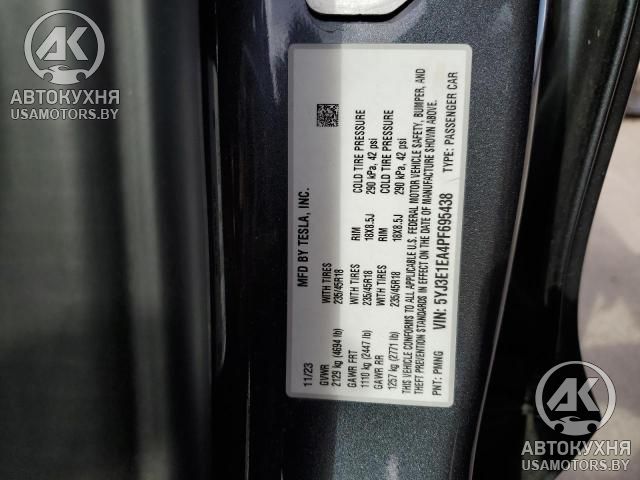 AK
АВТОКУХНЯ
USAMOTORS.BY
MFD BY TESLA, INC.
11/23
GVWR
2129 kg (4694 lb)
WITH TIRES
235/45R18
RIM
18X8.5J
COLD TIRE PRESSURE
290 kPa, 42 psi
GAWR FRT
1110 kg (2447 lb)
WITH TIRES
235/45R18
RIM
18X8.5J
COLD TIRE PRESSURE
290 kPa, 42 psi
GAWR RR
1257 kg (2771 lb)
THIS VEHICLE CONFORMS TO ALL APPLICABLE U.S. FEDERAL MOTOR VEHICLE SAFETY, BUMPER, AND
THEFT PREVENTION STANDARDS IN EFFECT ON THE DATE OF MANUFACTURE SHOWN ABOVE.
VIN: 5YJ3E1EA4PF695438
PNT: PMNG
TYPE: PASSENGER CAR
AK
АВТОКУХНЯ
USAMOTORS.BY